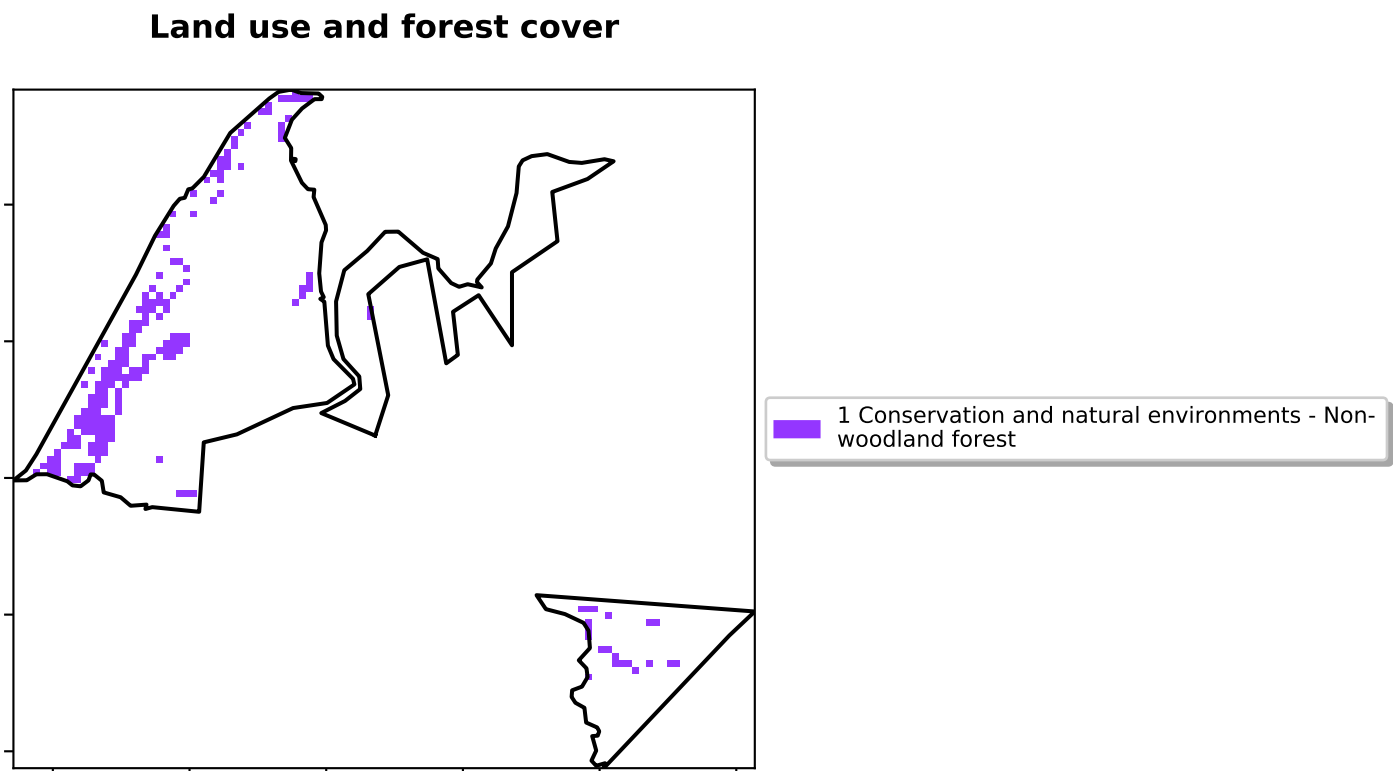 Land use and forest cover
1 Conservation and natural environments - Non-
woodland forest